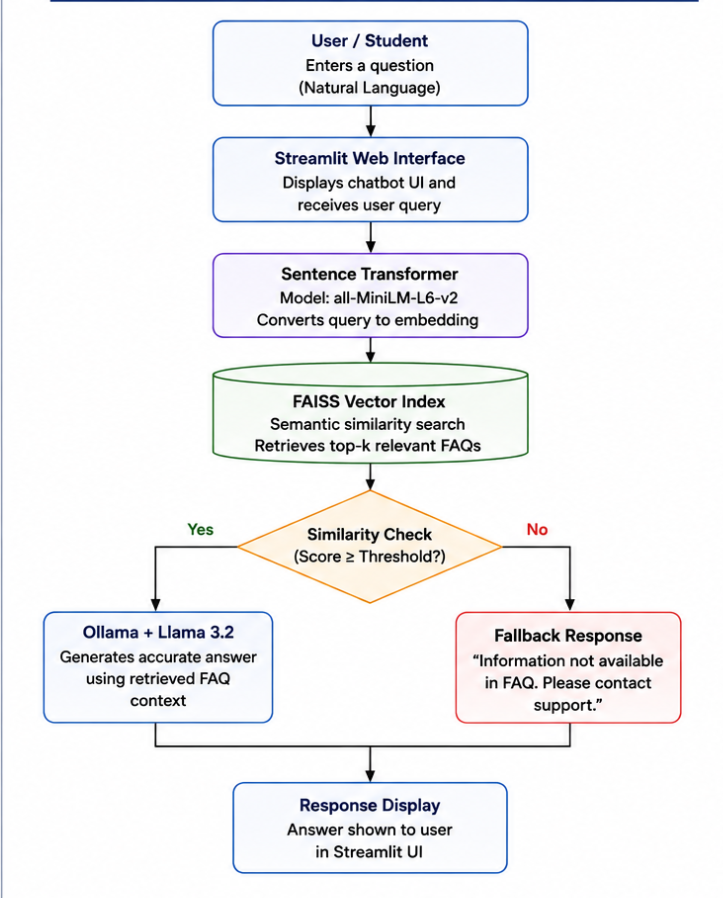 User / Student
Enters a question
(Natural Language)
Streamlit Web Interface
Displays chatbot UI and
receives user query
Sentence Transformer
Model: all-MiniLM-L6-v2
Converts query to embedding
FAISS Vector Index
Semantic similarity search
Retrieves top-k relevant FAQs
Similarity Check
(Score ≥ Threshold?)
Yes
No
Ollama + Llama 3.2
Generates accurate answer
using retrieved FAQ
context
Fallback Response
“Information not available
in FAQ. Please contact
support.”
Response Display
Answer shown to user
in Streamlit UI